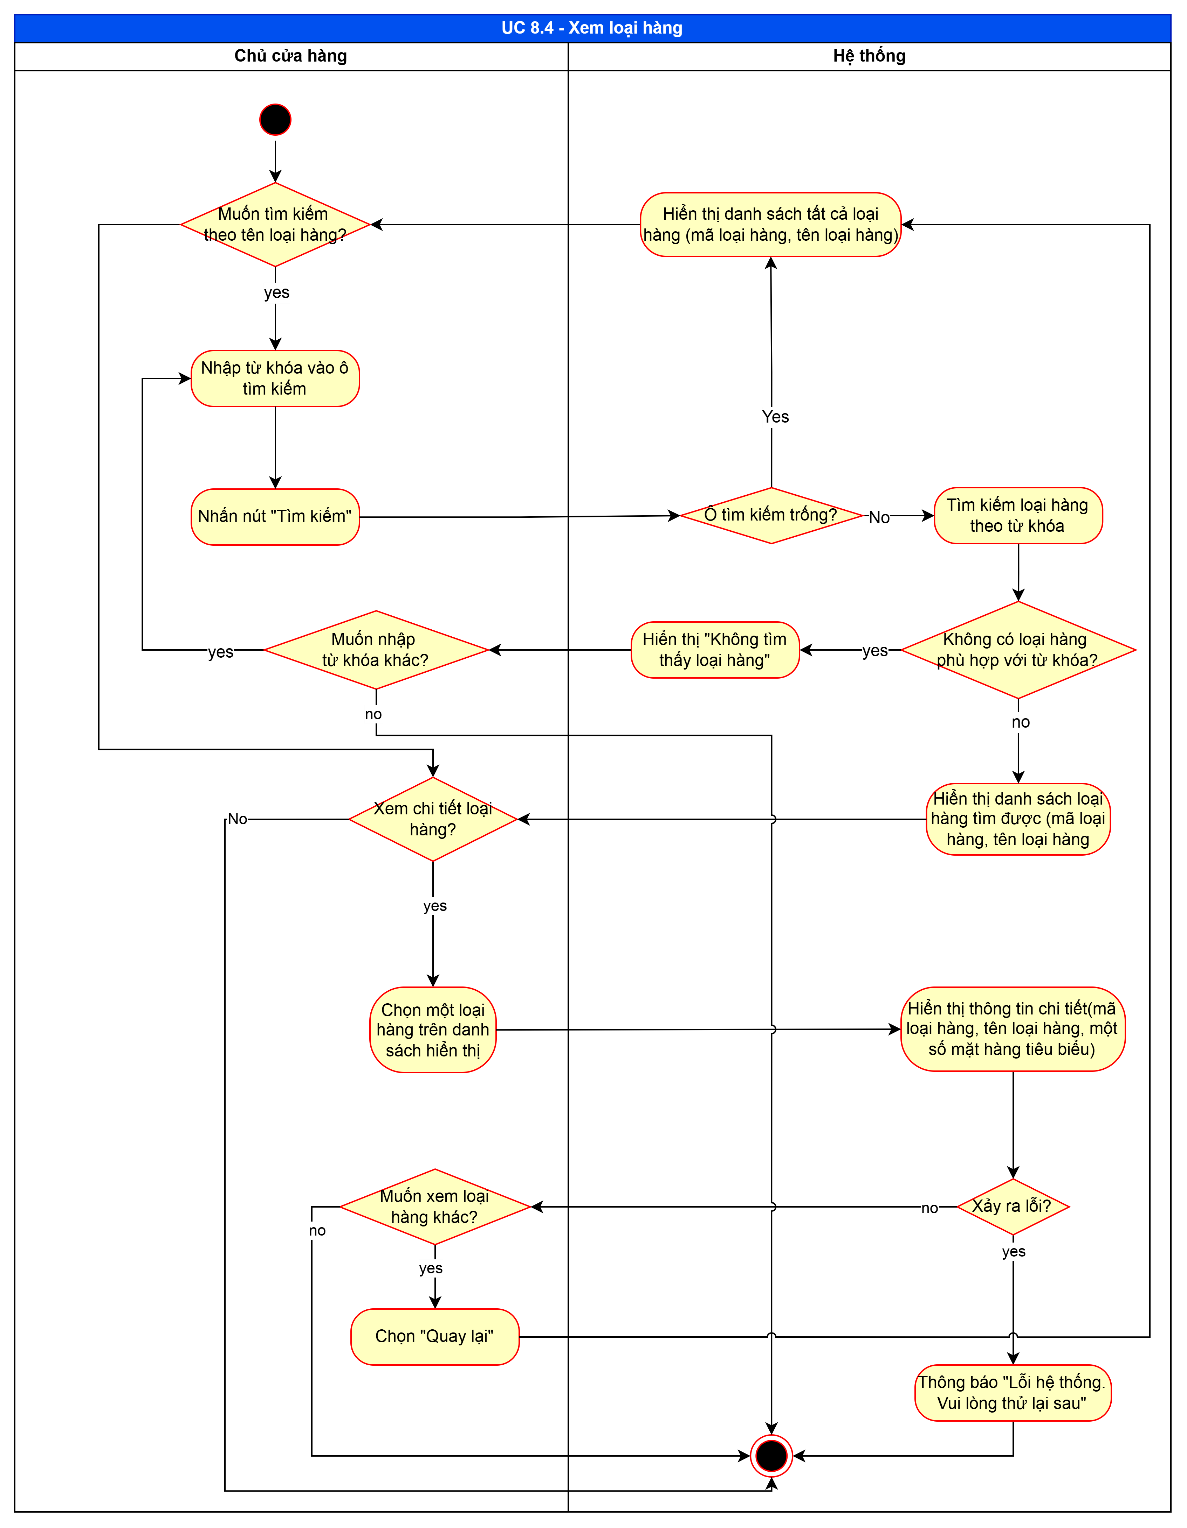 UC 8.4 - Xem loại hàng
Chủ cửa hàng
Hệ thống
Muốn tìm kiếm
theo tên loại hàng?
Hiển thị danh sách tất cả loại
hàng (mã loại hàng, tên loại hàng)
yes
Nhập từ khóa vào ô
tìm kiếm
Yes
Nhấn nút "Tìm kiếm"
Ô tìm kiếm trống?
No
Tìm kiếm loại hàng
theo từ khóa
Muốn nhập
từ khóa khác?
yes
Hiển thị "Không tìm
thấy loại hàng"
yes
Không có loại hàng
phù hợp với từ khóa?
no
no
Xem chi tiết loại
hàng?
No
Hiển thị danh sách loại
hàng tìm được (mã loại
hàng, tên loại hàng
yes
Chọn một loại
hàng trên danh
sách hiển thị
Hiển thị thông tin chi tiết(mã
loại hàng, tên loại hàng, một
số mặt hàng tiêu biểu)
Muốn xem loại
hàng khác?
no
Xảy ra lỗi?
no
yes
yes
Chọn "Quay lại"
Thông báo "Lỗi hệ thống.
Vui lòng thử lại sau"